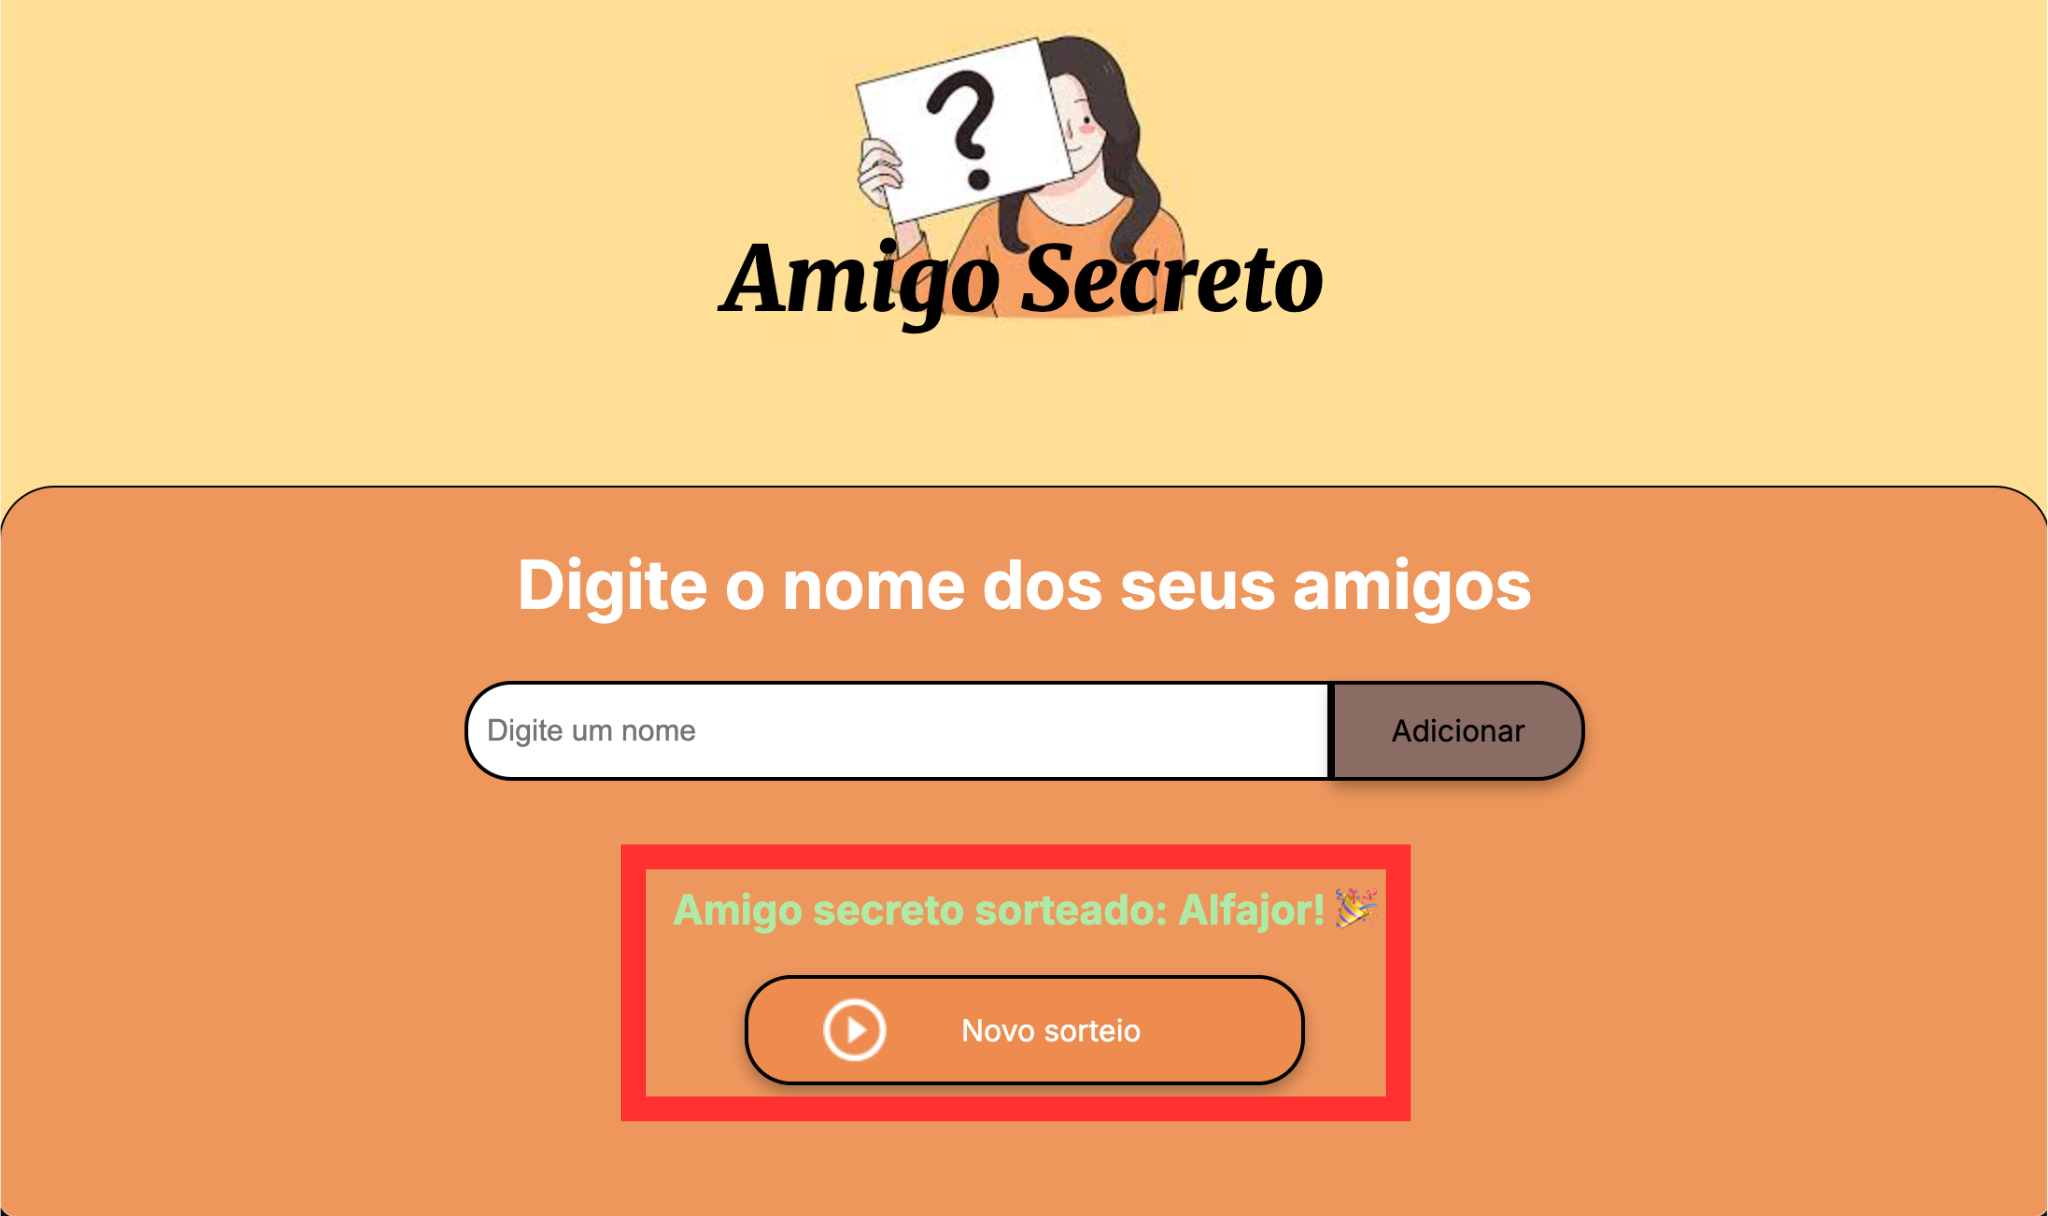 ?
Amigo Secreto
Digite o nome dos seus amigos
Digite um nome
Adicionar
Amigo secreto sorteado: Alfajor! 🎉
Novo sorteio